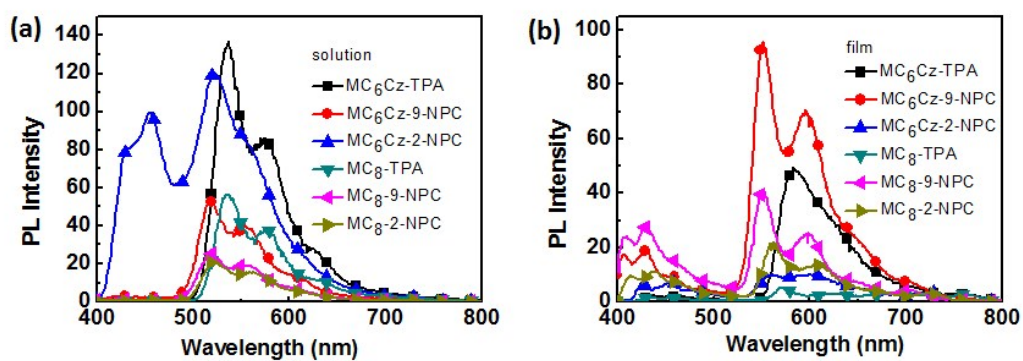 (a)
solution
MC6Cz-TPA
MC6Cz-9-NPC
MC6Cz-2-NPC
MC8-TPA
MC8-9-NPC
MC8-2-NPC
PL Intensity
140
120
100
80
60
40
20
0
400 500 600 700 800
Wavelength (nm)
(b)
film
MC6Cz-TPA
MC6Cz-9-NPC
MC6Cz-2-NPC
MC8-TPA
MC8-9-NPC
MC8-2-NPC
PL Intensity
100
80
60
40
20
0
400 500 600 700 800
Wavelength (nm)